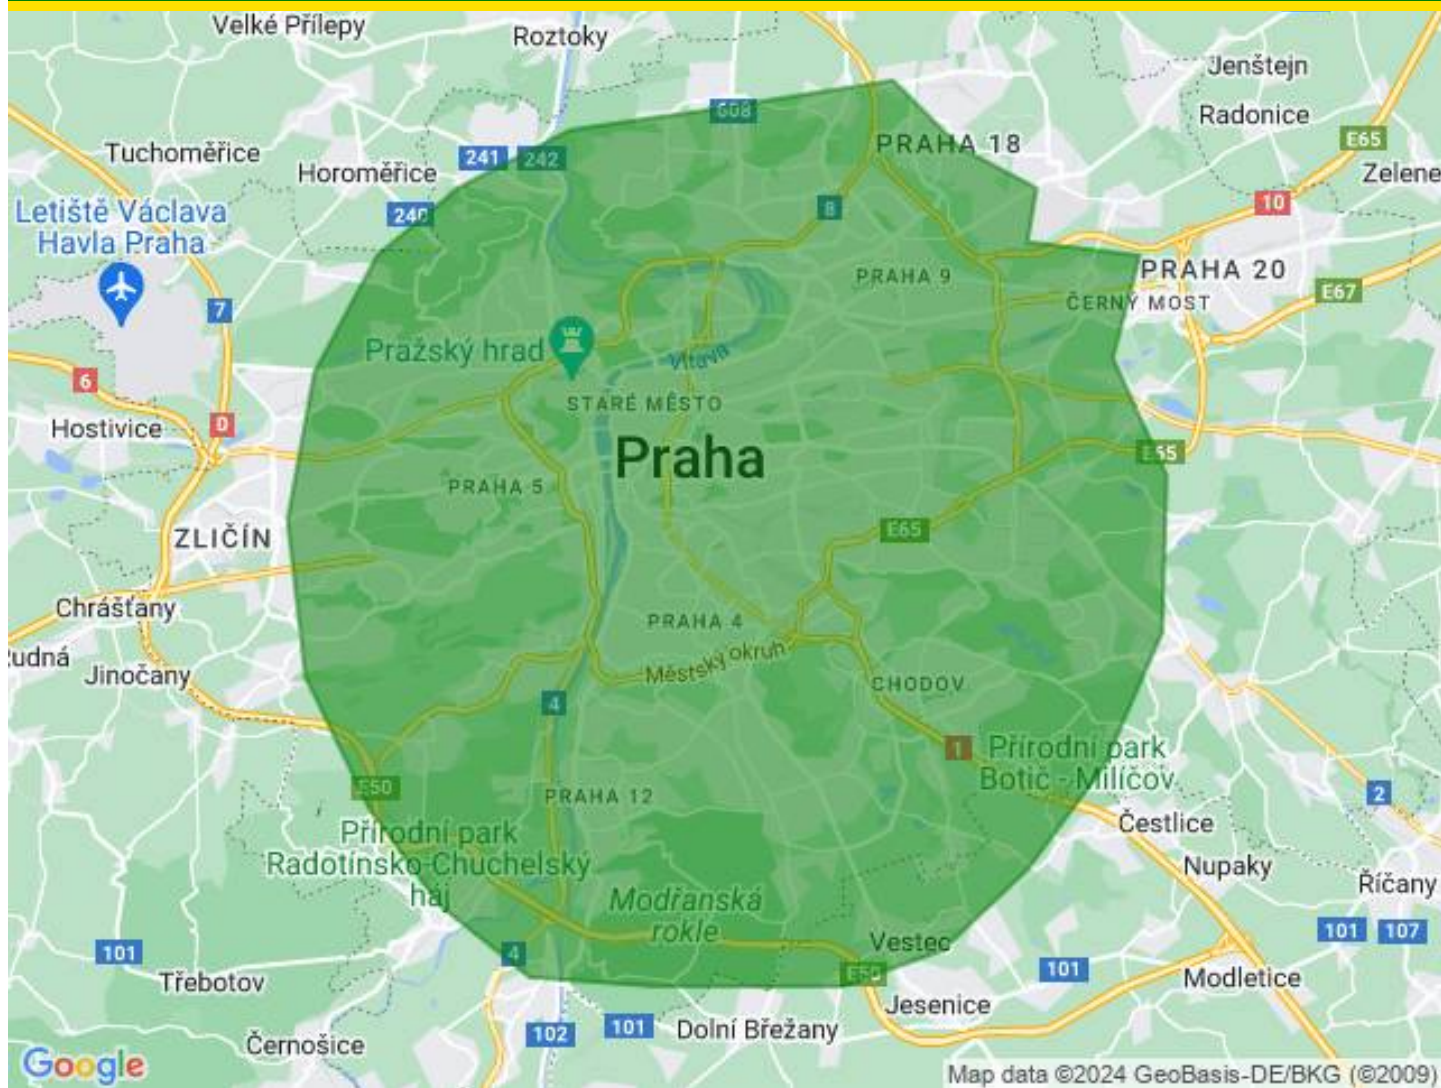 Velké Přílepy
Roztoky
Jenštejn
Radonice
608
E65
PRAHA 18
Tuchoměřice
241
242
Horoměřice
Zelene
Letiště Václava
Havla Praha
240
8
10
PRAHA 9
PRAHA 20
7
E67
ČERNÝ MOST
Pražský hrad
Vltava
6
STARÉ MĚSTO
Hostivice
D
Praha
E65
PRAHA 5
ZLIČÍN
E65
Chrášťany
PRAHA 4
Rudná
Městský okruh
Jinočany
CHODOV
4
1
Přírodní park
Botič - Milíčov
E50
PRAHA 12
2
Čestlice
Přírodní park
Radotínsko-Chuchelský
háj
Nupaky
Říčany
Modřanská
rokle
101
107
Vestec
101
4
E50
101
Třebotov
Modletice
Jesenice
102
101
Dolní Břežany
Černošice
Google
Map data ©2024 GeoBasis-DE/BKG (©2009)